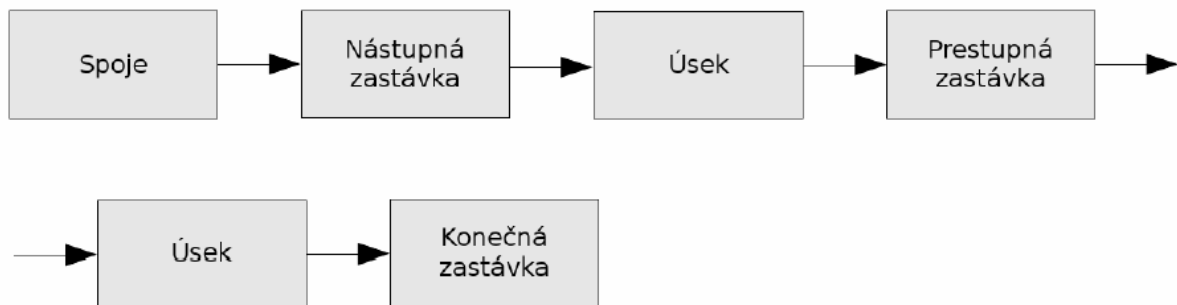 Spoje
Nástupná
zastávka
Úsek
Prestupná
zastávka
Úsek
Konečná
zastávka